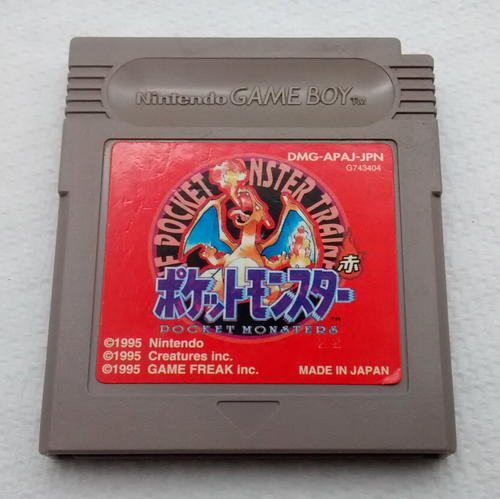 Nintendo GAME BOY™
DMG-APAJ-JPN
G743404
POCKET MONSTER TRAINER
赤
ポケットモンスター
™
POCKET MONSTERS
22
©1995 Nintendo
©1995 Creatures inc.
©1995 GAME FREAK inc.
MADE IN JAPAN